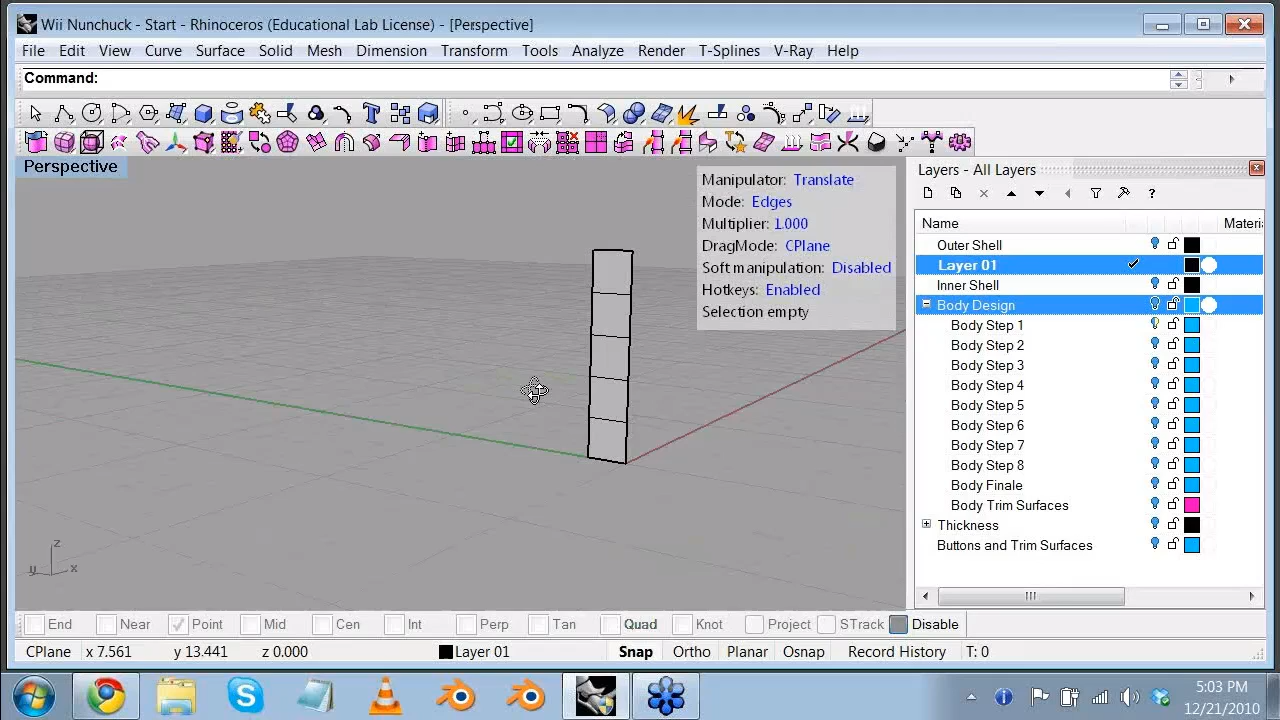 Wii Nunchuck - Start - Rhinoceros (Educational Lab License) - [Perspective]
File Edit View Curve Surface Solid Mesh Dimension Transform Tools Analyze Render T-Splines V-Ray Help
Command:
Perspective
Manipulator: Translate
Mode: Edges
Multiplier: 1.000
DragMode: CPlane
Soft manipulation: Disabled
Hotkeys: Enabled
Selection empty
z
y x
Layers - All Layers
?
Name Materi
Outer Shell
Layer 01
Inner Shell
Body Design
Body Step 1
Body Step 2
Body Step 3
Body Step 4
Body Step 5
Body Step 6
Body Step 7
Body Step 8
Body Finale
Body Trim Surfaces
Thickness
Buttons and Trim Surfaces
End Near Point Mid Cen Int Perp Tan Quad Knot Project STrack Disable
CPlane x 7.561 y 13.441 z 0.000 Layer 01 Snap Ortho Planar Osnap Record History T: 0
5:03 PM
12/21/2010